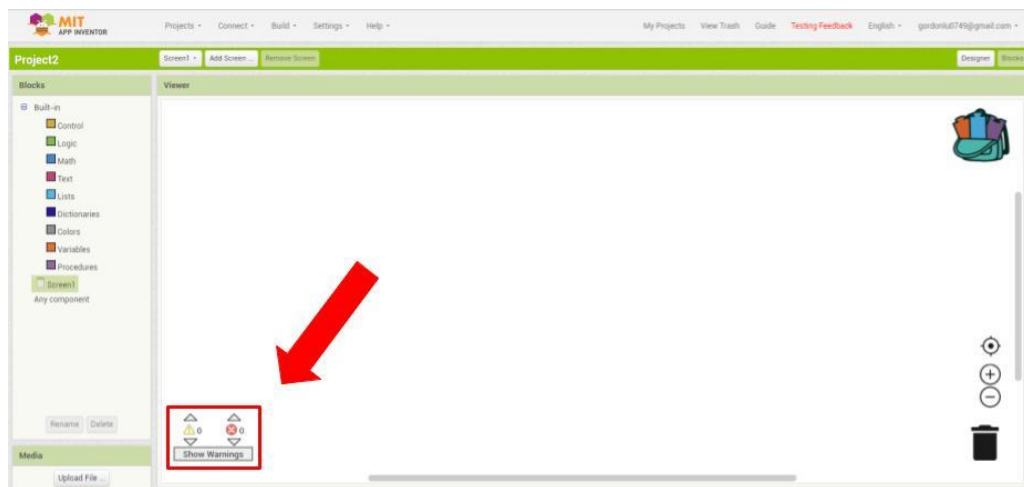 MIT
APP INVENTOR
Projects Connect Build Settings Help My Projects View Trash Guide Testing Feedback English gordonlu0749@gmail.com
Project2 Screen1 Add Screen ... Remove Screen Designer Blocks
Blocks Viewer
Built-in
Control
Logic
Math
Text
Lists
Dictionaries
Colors
Variables
Procedures
Screen1
Any component
0 0
Show Warnings
Rename Delete
Media
Upload File ...